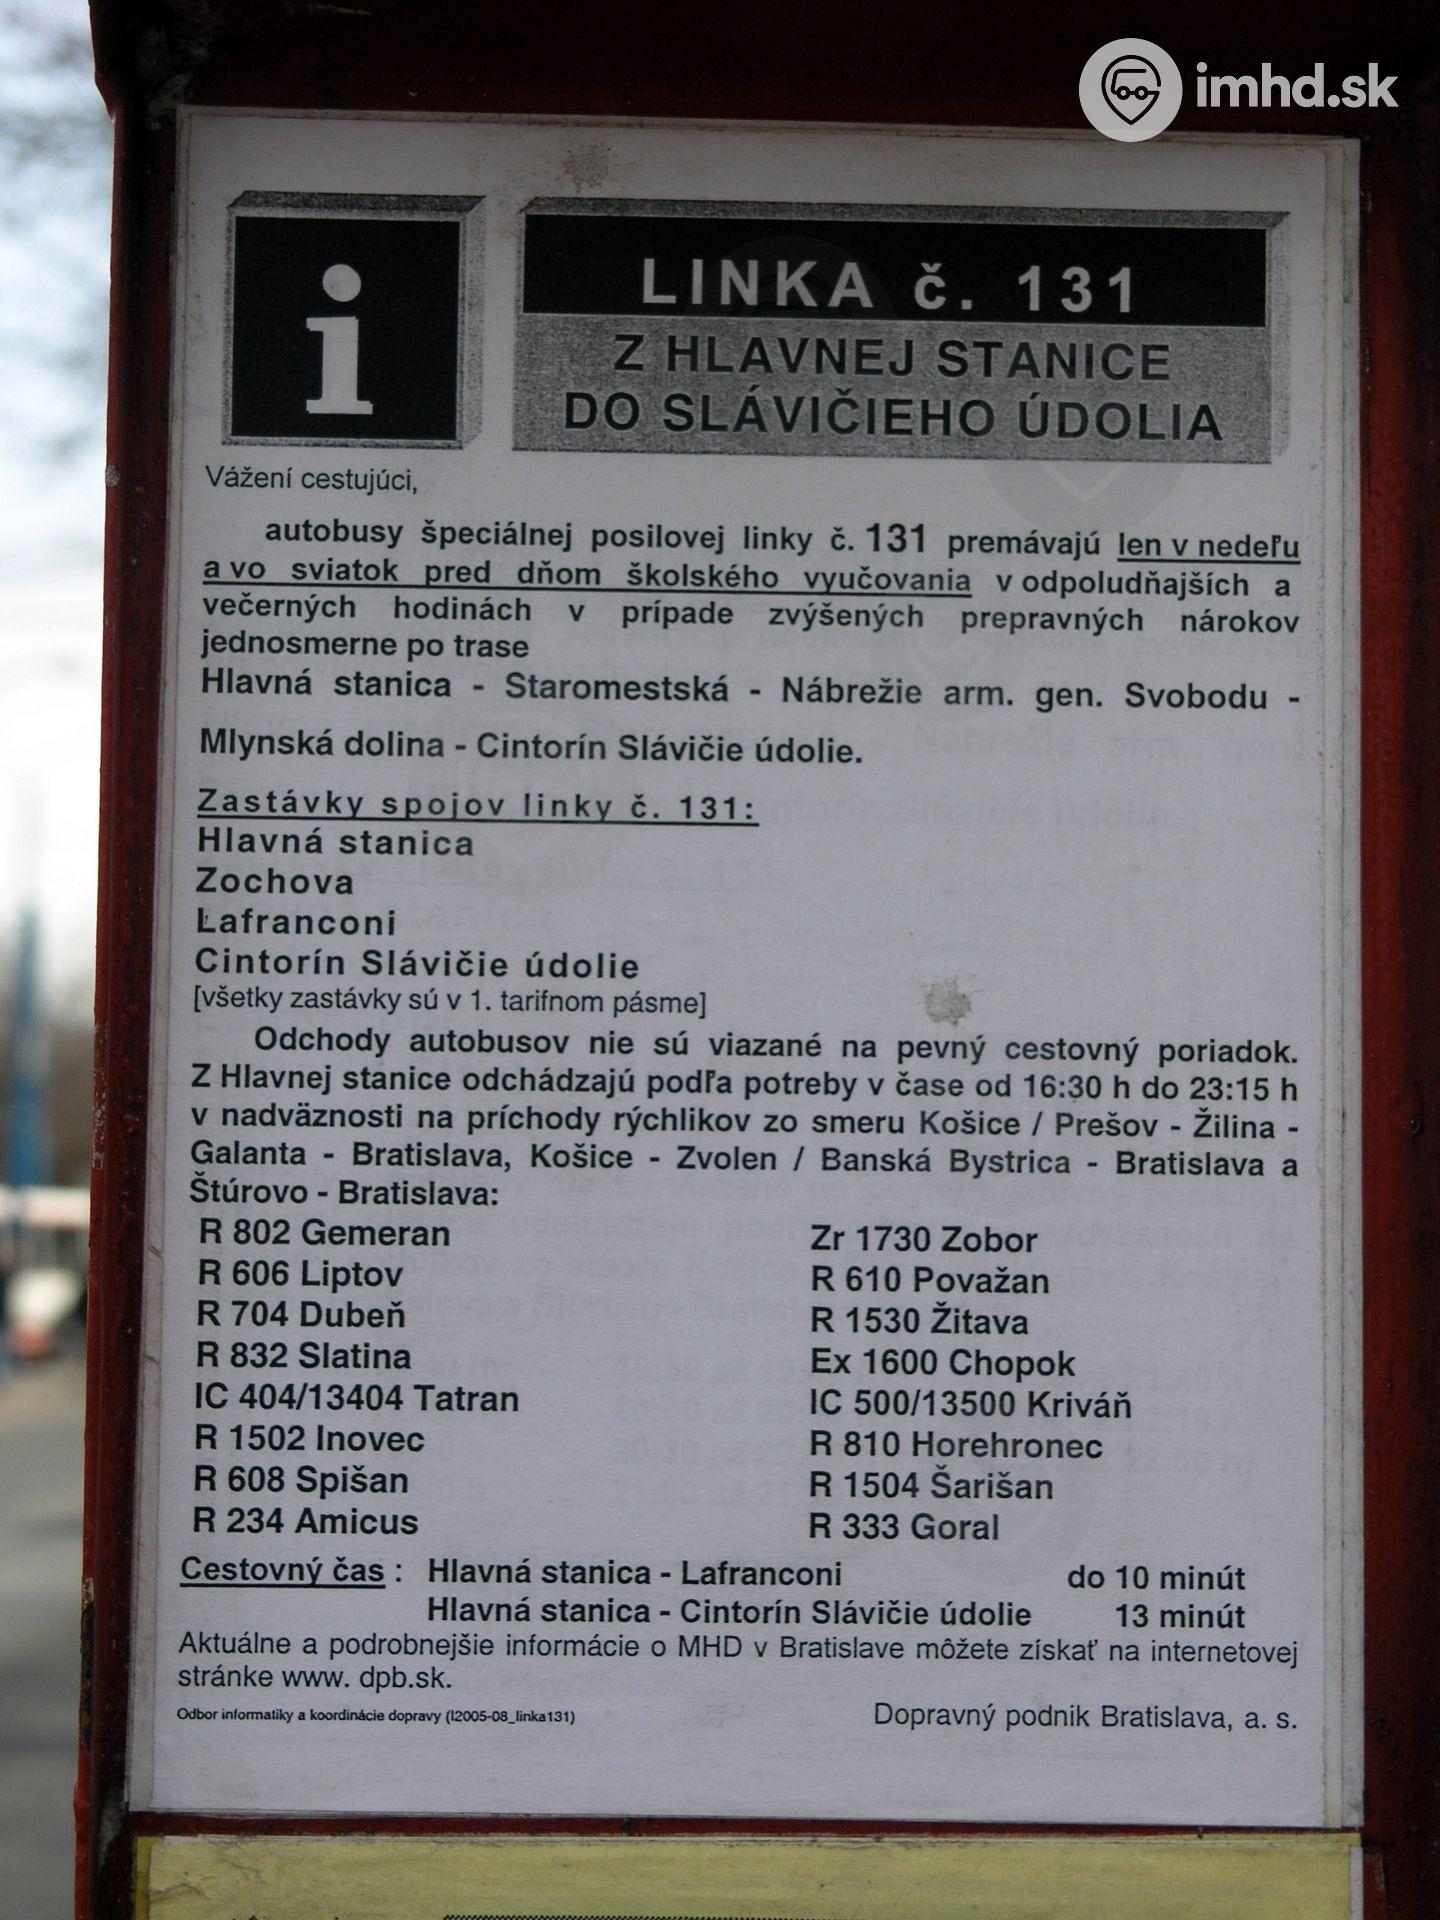 imhd.sk
i
LINKA č. 131
Z HLAVNEJ STANICE
DO SLÁVIČIEHO ÚDOLIA
Vážení cestujúci,
autobusy špeciálnej posilovej linky č. 131 premávajú len v nedeľu
a vo sviatok pred dňom školského vyučovania v odpoludňajších a
večerných hodinách v prípade zvýšených prepravných nárokov
jednosmerne po trase
Hlavná stanica - Staromestská - Nábrežie arm. gen. Svobodu -
Mlynská dolina - Cintorín Slávičie údolie.
Zastávky spojov linky č. 131:
Hlavná stanica
Zochova
Lafranconi
Cintorín Slávičie údolie
[všetky zastávky sú v 1. tarifnom pásme]
Odchody autobusov nie sú viazané na pevný cestovný poriadok.
Z Hlavnej stanice odchádzajú podľa potreby v čase od 16:30 h do 23:15 h
v nadväznosti na príchody rýchlikov zo smeru Košice / Prešov - Žilina -
Galanta - Bratislava, Košice - Zvolen / Banská Bystrica - Bratislava a
Štúrovo - Bratislava:
R 802 Gemeran Zr 1730 Zobor
R 606 Liptov R 610 Považan
R 704 Dubeň R 1530 Žitava
R 832 Slatina Ex 1600 Chopok
IC 404/13404 Tatran IC 500/13500 Kriváň
R 1502 Inovec R 810 Horehronec
R 608 Spišan R 1504 Šarišan
R 234 Amicus R 333 Goral
Cestovný čas : Hlavná stanica - Lafranconi do 10 minút
Hlavná stanica - Cintorín Slávičie údolie 13 minút
Aktuálne a podrobnejšie informácie o MHD v Bratislave môžete získať na internetovej
stránke www. dpb.sk.
Odbor informatiky a koordinácie dopravy (I2005-08_linka131) Dopravný podnik Bratislava, a. s.